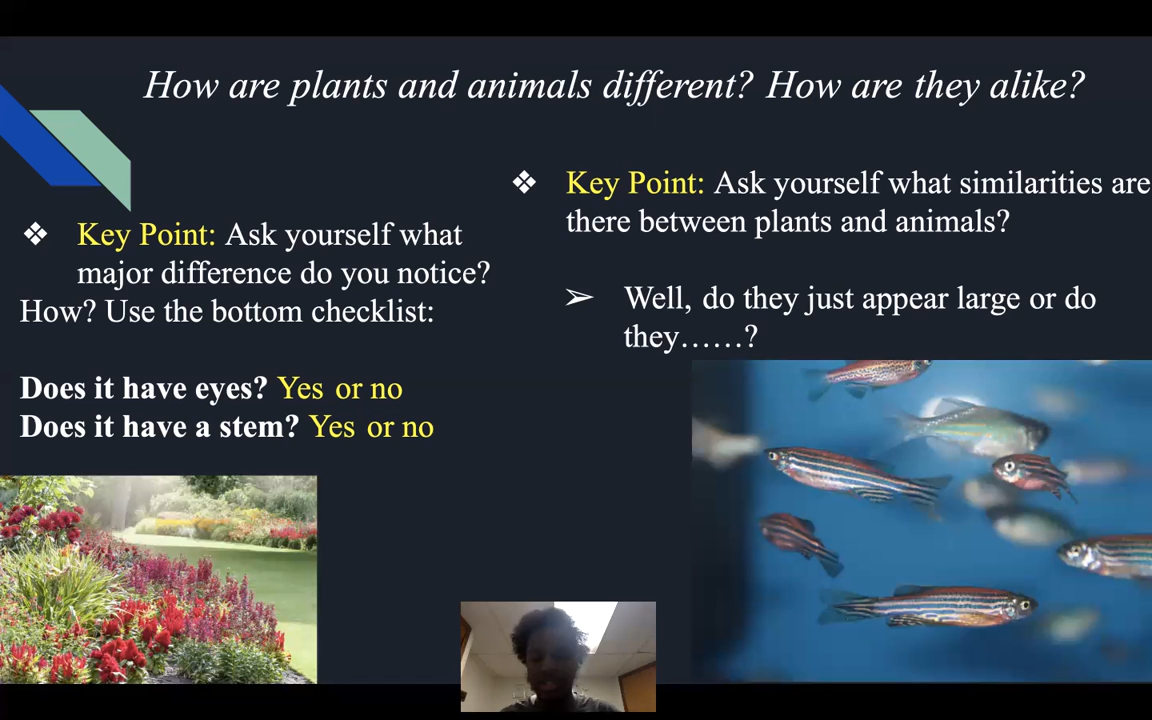 How are plants and animals different? How are they alike?
❖ Key Point: Ask yourself what
major difference do you notice?
How? Use the bottom checklist:
Does it have eyes? Yes or no
Does it have a stem? Yes or no
❖ Key Point: Ask yourself what similarities are
there between plants and animals?
➢ Well, do they just appear large or do
they……?